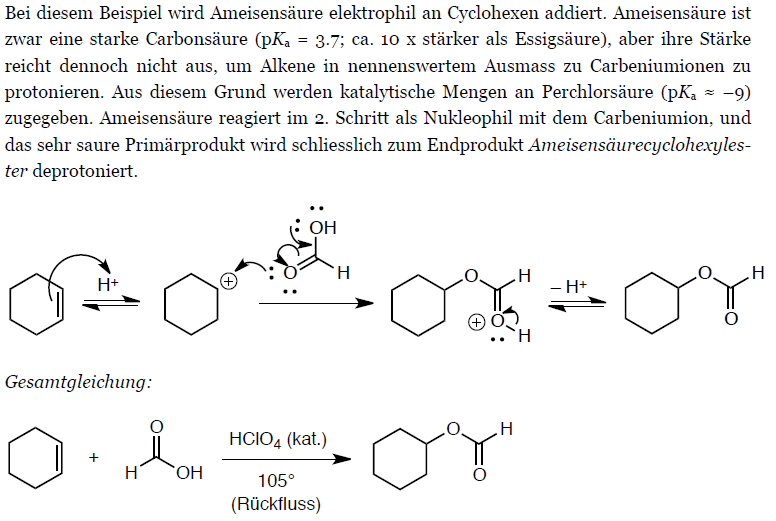 Bei diesem Beispiel wird Ameisensäure elektrophil an Cyclohexen addiert. Ameisensäure ist
zwar eine starke Carbonsäure (pKa = 3.7; ca. 10 x stärker als Essigsäure), aber ihre Stärke
reicht dennoch nicht aus, um Alkene in nennenswertem Ausmass zu Carbeniumionen zu
protonieren. Aus diesem Grund werden katalytische Mengen an Perchlorsäure (pKa ≈ −9)
zugegeben. Ameisensäure reagiert im 2. Schritt als Nukleophil mit dem Carbeniumion, und
das sehr saure Primärprodukt wird schliesslich zum Endprodukt Ameisensäurecyclohexyles-
ter deprotoniert.
H+
+
OH
O
H
O
H
+
O
H
– H+
O
H
O
Gesamtgleichung:
+
O
H
OH
HClO4 (kat.)
105°
(Rückfluss)
O
H
O